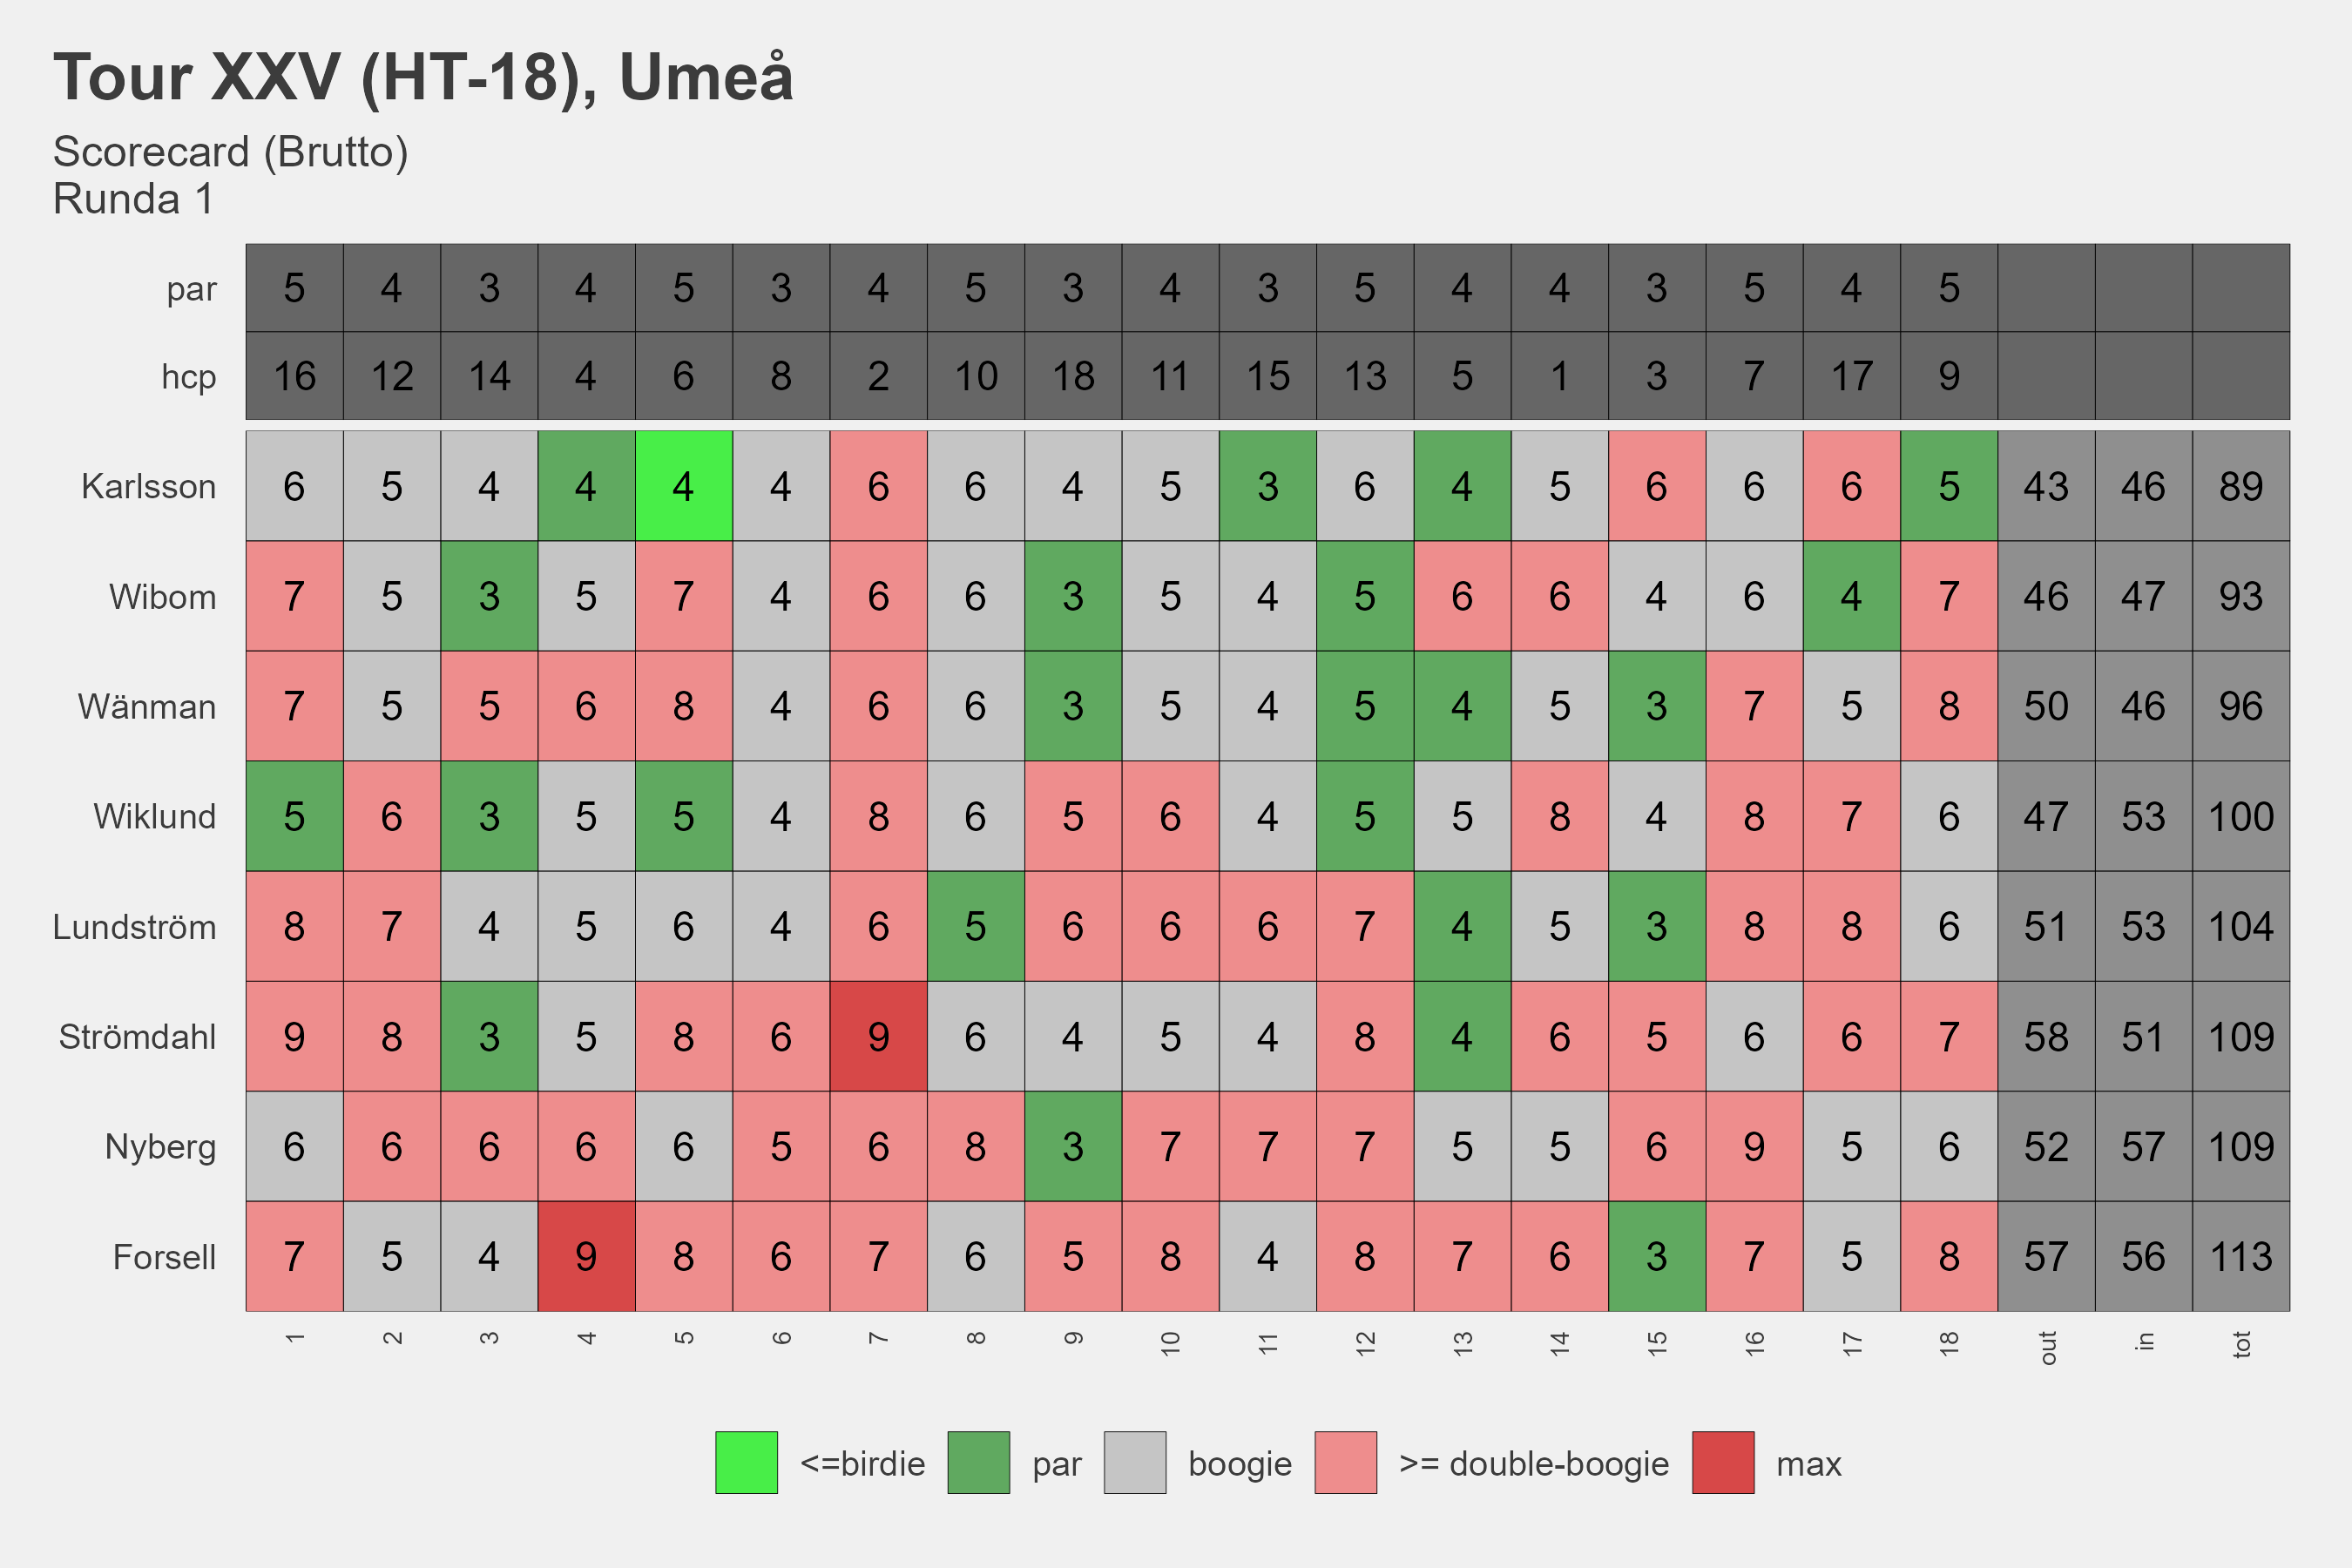 Tour XXV (HT-18), Umeå
Scorecard (Brutto)
Runda 1
par 5 4 3 4 5 3 4 5 3 4 3 5 4 4 3 5 4 5
hcp 16 12 14 4 6 8 2 10 18 11 15 13 5 1 3 7 17 9
Karlsson 6 5 4 4 4 4 6 6 4 5 3 6 4 5 6 6 6 5 43 46 89
Wibom 7 5 3 5 7 4 6 6 3 5 4 5 6 6 4 6 4 7 46 47 93
Wänman 7 5 5 6 8 4 6 6 3 5 4 5 4 5 3 7 5 8 50 46 96
Wiklund 5 6 3 5 5 4 8 6 5 6 4 5 5 8 4 8 7 6 47 53 100
Lundström 8 7 4 5 6 4 6 5 6 6 6 7 4 5 3 8 8 6 51 53 104
Strömdahl 9 8 3 5 8 6 9 6 4 5 4 8 4 6 5 6 6 7 58 51 109
Nyberg 6 6 6 6 6 5 6 8 3 7 7 7 5 5 6 9 5 6 52 57 109
Forsell 7 5 4 9 8 6 7 6 5 8 4 8 7 6 3 7 5 8 57 56 113
1 2 3 4 5 6 7 8 9 10 11 12 13 14 15 16 17 18 out in tot
<=birdie par boogie >= double-boogie max